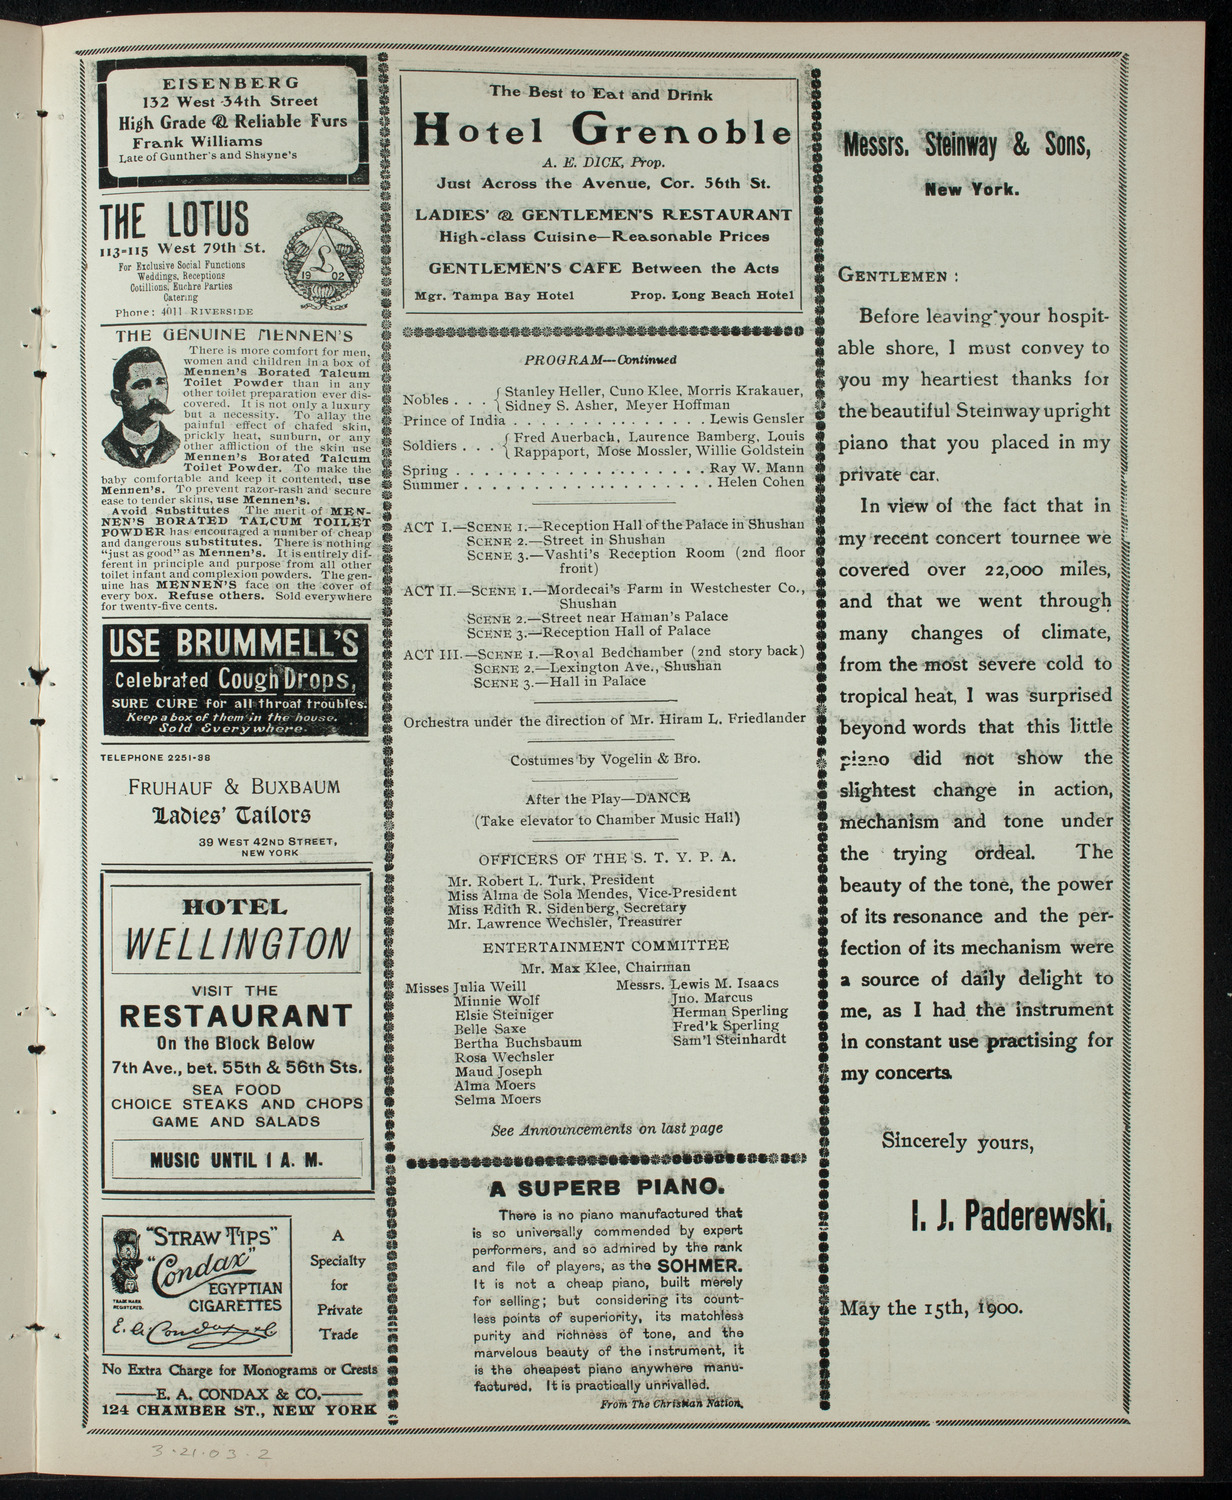 EISENBERG
132 West 34th Street
High Grade & Reliable Furs
Frank Williams
Late of Gunther's and Shayne's
THE LOTUS
113-115 West 79th St.
For Exclusive Social Functions
Weddings, Receptions
Cotillions, Euchre Parties
Catering
Phone: 4011 RIVERSIDE
L
19 02
THE GENUINE MENNEN'S
There is more comfort for men,
women and children in a box of
Mennen's Borated Talcum
Toilet Powder than in any
other toilet preparation ever dis-
covered. It is not only a luxury
but a necessity. To allay the
painful effect of chafed skin,
prickly heat, sunburn, or any
other affliction of the skin use
Mennen's Borated Talcum
Toilet Powder. To make the
baby comfortable and keep it contented, use
Mennen's. To prevent razor-rash and secure
ease to tender skins, use Mennen's.
Avoid Substitutes The merit of MEN-
NEN'S BORATED TALCUM TOILET
POWDER has encouraged a number of cheap
and dangerous substitutes. There is nothing
"just as good" as Mennen's. It is entirely dif-
ferent in principle and purpose from all other
toilet infant and complexion powders. The gen-
uine has MENNEN'S face on the cover of
every box. Refuse others. Sold everywhere
for twenty-five cents.
USE BRUMMELL'S
Celebrated Cough Drops,
SURE CURE for all throat troubles.
Keep a box of them in the house.
Sold Everywhere.
TELEPHONE 2251-38
FRUHAUF & BUXBAUM
Ladies' Tailors
39 WEST 42ND STREET,
NEW YORK
HOTEL
WELLINGTON
VISIT THE
RESTAURANT
On the Block Below
7th Ave., bet. 55th & 56th Sts.
SEA FOOD
CHOICE STEAKS AND CHOPS
GAME AND SALADS
MUSIC UNTIL 1 A. M.
"STRAW TIPS"
"Condax"
EGYPTIAN
CIGARETTES
TRADE MARK
REGISTERED.
E. A. Condax & Co
A
Specialty
for
Private
Trade
No Extra Charge for Monograms or Crests
E. A. CONDAX & CO.
124 CHAMBER ST., NEW YORK
The Best to Eat and Drink
Hotel Grenoble
A. E. DICK, Prop.
Just Across the Avenue, Cor. 56th St.
LADIES' & GENTLEMEN'S RESTAURANT
High-class Cuisine—Reasonable Prices
GENTLEMEN'S CAFE Between the Acts
Mgr. Tampa Bay Hotel Prop. Long Beach Hotel
PROGRAM—Continued
Nobles . . . { Stanley Heller, Cuno Klee, Morris Krakauer,
Sidney S. Asher, Meyer Hoffman
Prince of India . . . . . . . . . . . . . . . Lewis Gensler
Soldiers . . . { Fred Auerbach, Laurence Bamberg, Louis
Rappaport, Mose Mossler, Willie Goldstein
Spring . . . . . . . . . . . . . . . . . . . Ray W. Mann
Summer . . . . . . . . . . . . . . . . . . . Helen Cohen
ACT I.—SCENE 1.—Reception Hall of the Palace in Shushan
SCENE 2.—Street in Shushan
SCENE 3.—Vashti's Reception Room (2nd floor
front)
ACT II.—SCENE 1.—Mordecai's Farm in Westchester Co.,
Shushan
SCENE 2.—Street near Haman's Palace
SCENE 3.—Reception Hall of Palace
ACT III.—SCENE 1.—Royal Bedchamber (2nd story back)
SCENE 2.—Lexington Ave., Shushan
SCENE 3.—Hall in Palace
Orchestra under the direction of Mr. Hiram L. Friedlander
Costumes by Vogelin & Bro.
After the Play—DANCE
(Take elevator to Chamber Music Hall)
OFFICERS OF THE S. T. Y. P. A.
Mr. Robert L. Turk, President
Miss Alma de Sola Mendes, Vice-President
Miss Edith R. Sidenberg, Secretary
Mr. Lawrence Wechsler, Treasurer
ENTERTAINMENT COMMITTEE
Mr. Max Klee, Chairman
Misses Julia Weill Messrs. Lewis M. Isaacs
Minnie Wolf Jno. Marcus
Elsie Steiniger Herman Sperling
Belle Saxe Fred'k Sperling
Bertha Buchsbaum Sam'l Steinhardt
Rosa Wechsler
Maud Joseph
Alma Moers
Selma Moers
See Announcements on last page
A SUPERB PIANO.
There is no piano manufactured that
is so universally commended by expert
performers, and so admired by the rank
and file of players, as the SOHMER.
It is not a cheap piano, built merely
for selling; but considering its count-
less points of superiority, its matchless
purity and richness of tone, and the
marvelous beauty of the instrument, it
is the cheapest piano anywhere manu-
factured. It is practically unrivalled.
From The Christian Nation.
Messrs. Steinway & Sons,
New York.
GENTLEMEN :
Before leaving your hospit-
able shore, I must convey to
you my heartiest thanks for
the beautiful Steinway upright
piano that you placed in my
private car.
In view of the fact that in
my recent concert tournee we
covered over 22,000 miles,
and that we went through
many changes of climate,
from the most severe cold to
tropical heat, I was surprised
beyond words that this little
piano did not show the
slightest change in action,
mechanism and tone under
the trying ordeal. The
beauty of the tone, the power
of its resonance and the per-
fection of its mechanism were
a source of daily delight to
me, as I had the instrument
in constant use practising for
my concerts.
Sincerely yours,
I. J. Paderewski.
May the 15th, 1900.
3-21-03-2